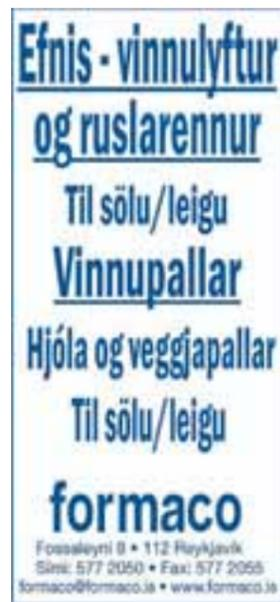 Efnis - vinnulyftur
og ruslarennur
Til sölu/leigu
Vinnupallar
Hjóla og veggjapallar
Til sölu/leigu
formaco
Fossaleyni 8 • 112 Reykjavík
Sími: 577 2050 • Fax: 577 2055
formaco@formaco.is • www.formaco.is